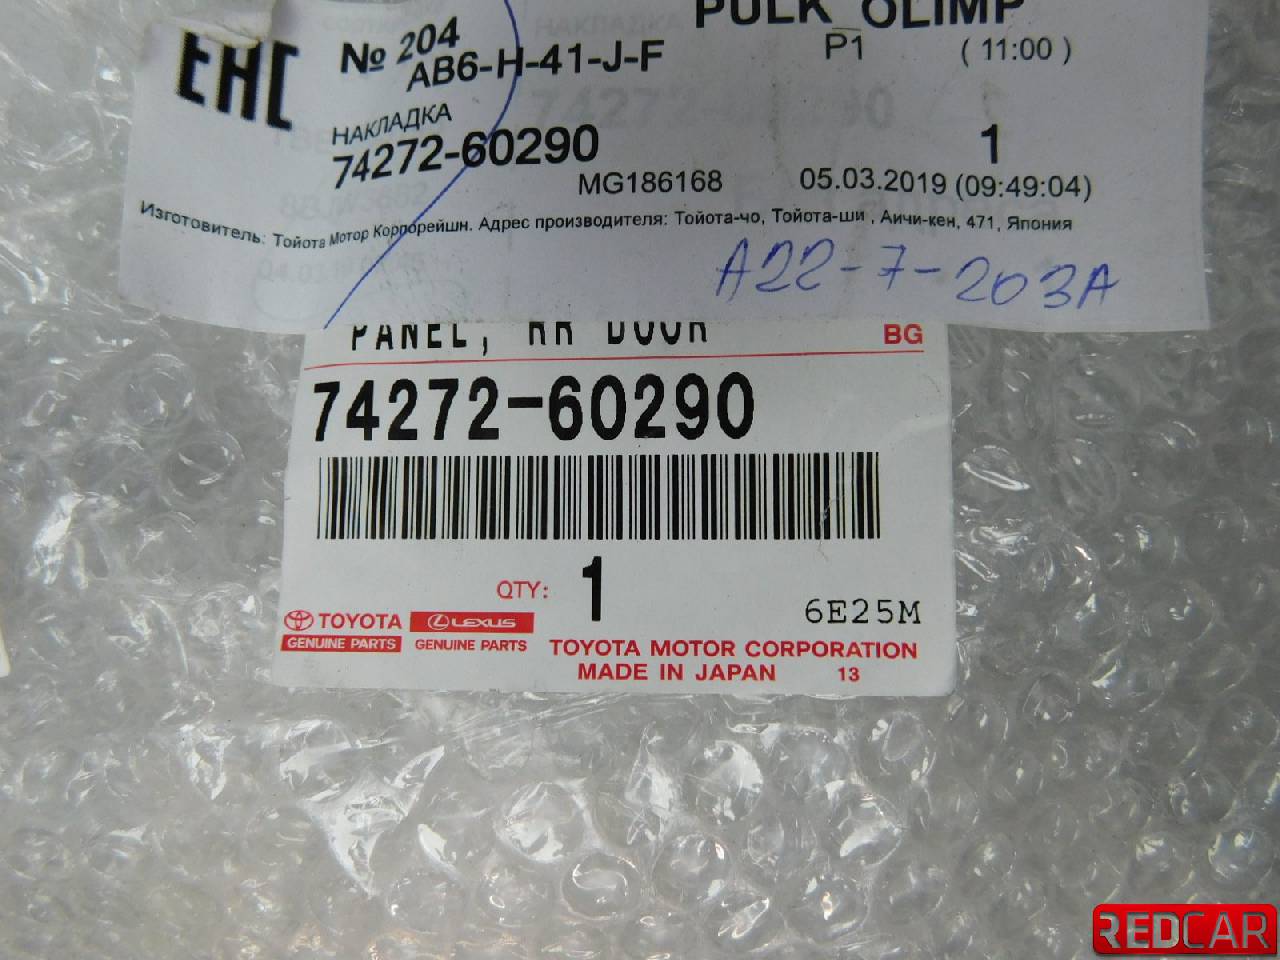 PULK OLIMP
EAC № 204
AB6-H-41-J-F P1 ( 11:00 )
НАКЛАДКА
74272-60290 1
MG186168 05.03.2019 (09:49:04)
Изготовитель: Тойота Мотор Корпорейшн. Адрес производителя: Тойота-чо, Тойота-ши , Аичи-кен, 471, Япония
A22-7-203A
PANEL, RR DOOR BG
74272-60290
QTY: 1
6E25M
TOYOTA LEXUS
GENUINE PARTS GENUINE PARTS
TOYOTA MOTOR CORPORATION
MADE IN JAPAN 13
REDCAR